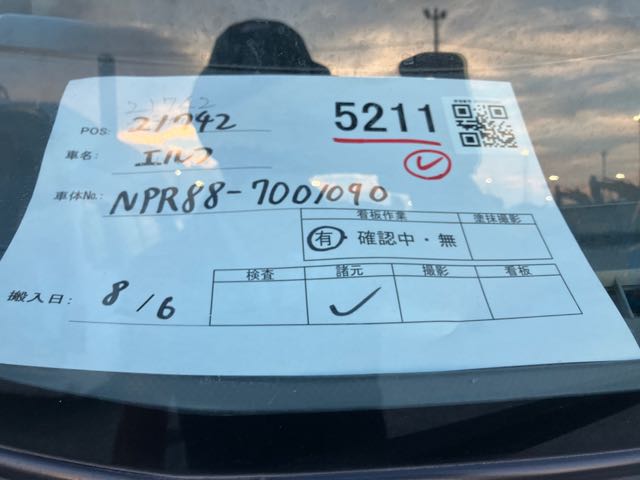 21742
POS: 21742
5211
車名: エルフ
車体No.: NPR88-7001090
看板作業 塗抹撮影
有・確認中・無
検査 諸元 撮影 看板
搬入日: 8/6